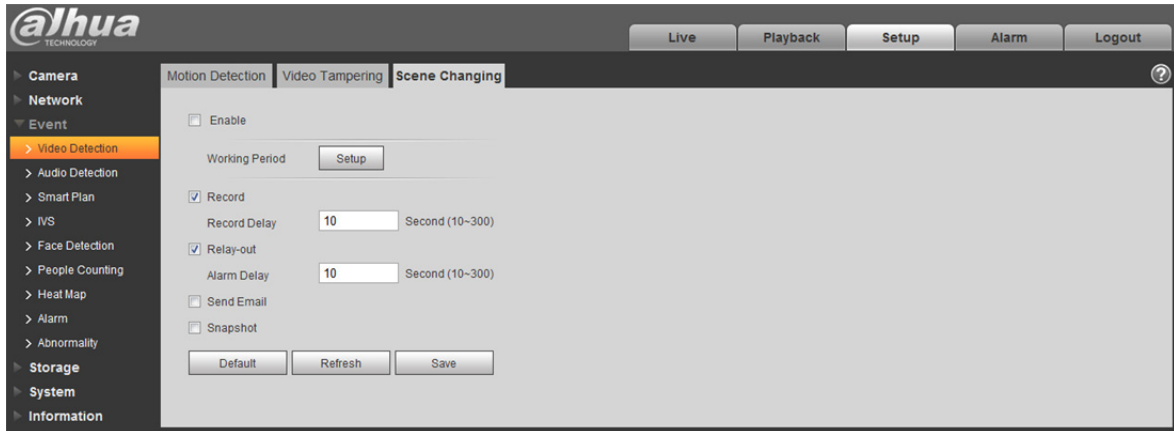 alhua
TECHNOLOGY
Live
Playback
Setup
Alarm
Logout
Camera
Network
Event
> Video Detection
> Audio Detection
> Smart Plan
> IVS
> Face Detection
> People Counting
> Heat Map
> Alarm
> Abnormality
Storage
System
Information
Motion Detection
Video Tampering
Scene Changing
?
Enable
Working Period Setup
Record
Record Delay 10 Second (10~300)
Relay-out
Alarm Delay 10 Second (10~300)
Send Email
Snapshot
Default Refresh Save